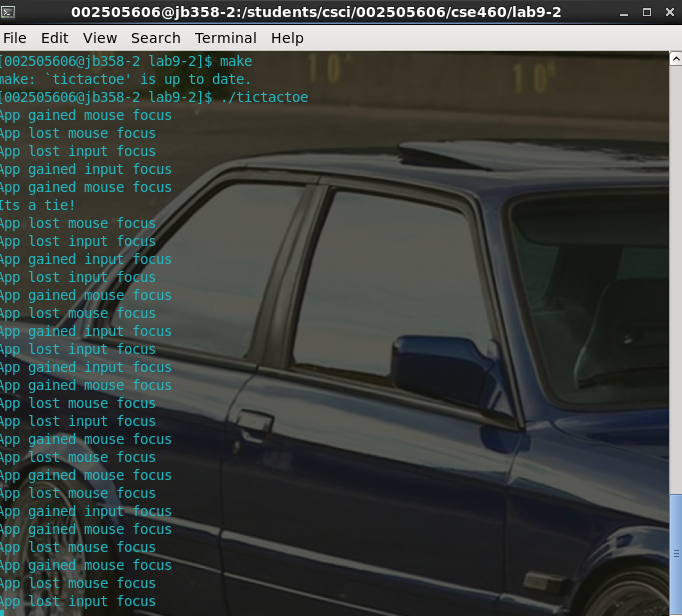 002505606@jb358-2:/students/csci/002505606/cse460/lab9-2
File Edit View Search Terminal Help
[002505606@jb358-2 lab9-2]$ make
make: `tictactoe' is up to date.
[002505606@jb358-2 lab9-2]$ ./tictactoe
App gained mouse focus
App lost mouse focus
App lost input focus
App gained input focus
App gained mouse focus
Its a tie!
App lost mouse focus
App lost input focus
App gained input focus
App lost input focus
App gained mouse focus
App lost mouse focus
App gained input focus
App lost input focus
App gained input focus
App gained mouse focus
App lost mouse focus
App lost input focus
App gained mouse focus
App lost mouse focus
App gained mouse focus
App lost mouse focus
App gained input focus
App gained mouse focus
App lost mouse focus
App gained mouse focus
App lost mouse focus
App lost input focus